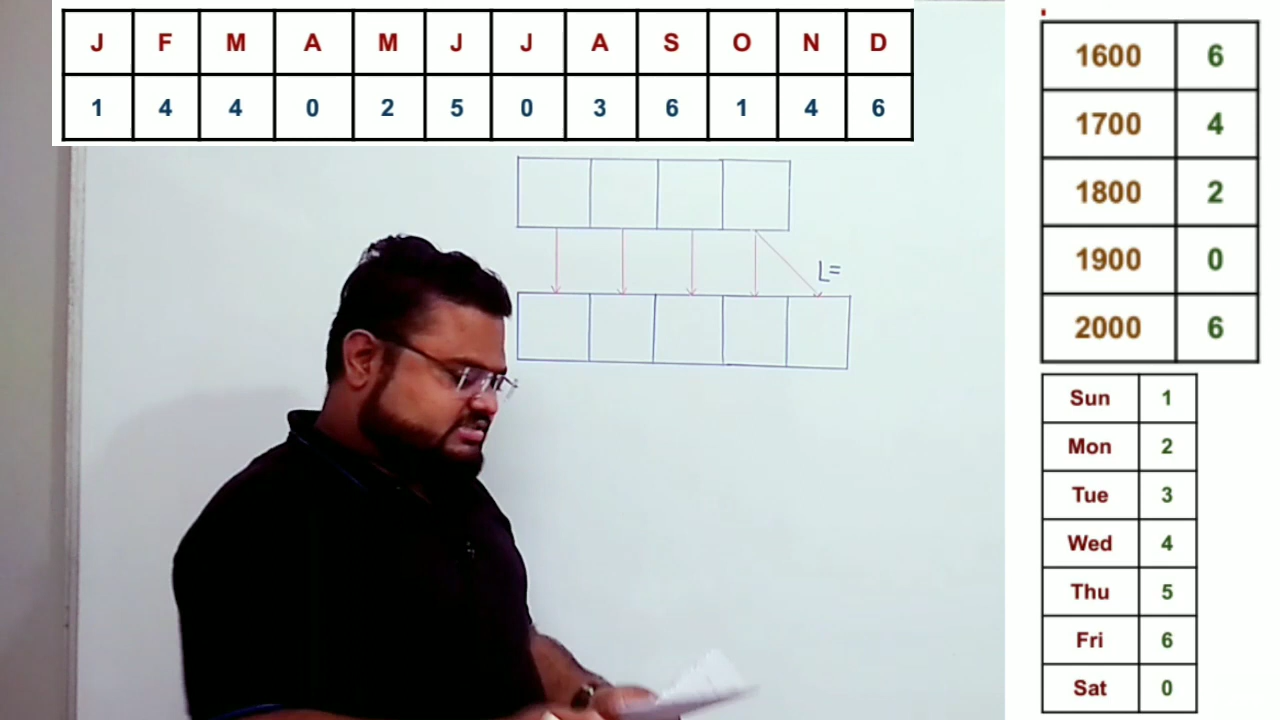 J F M A M J J A S O N D
1 4 4 0 2 5 0 3 6 1 4 6
L=
1600 6
1700 4
1800 2
1900 0
2000 6
Sun 1
Mon 2
Tue 3
Wed 4
Thu 5
Fri 6
Sat 0